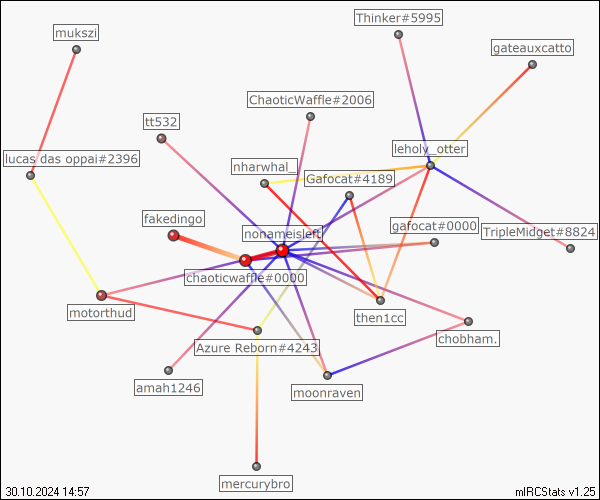 Thinker#5995
mukszi
gateauxcatto
ChaoticWaffle#2006
tt532
leholy_otter
lucas das oppai#2396
nharwhal_
Gafocat#4189
fakedingo
gafocat#0000
nohameisleft
TripleMidget#8824
chaoticwaffle#0000
motorthud
then1cc
chobham.
Azure Reborn#4243
amah1246
moonraven
mercurybro
30.10.2024 14:57
mIRCStats v1.25